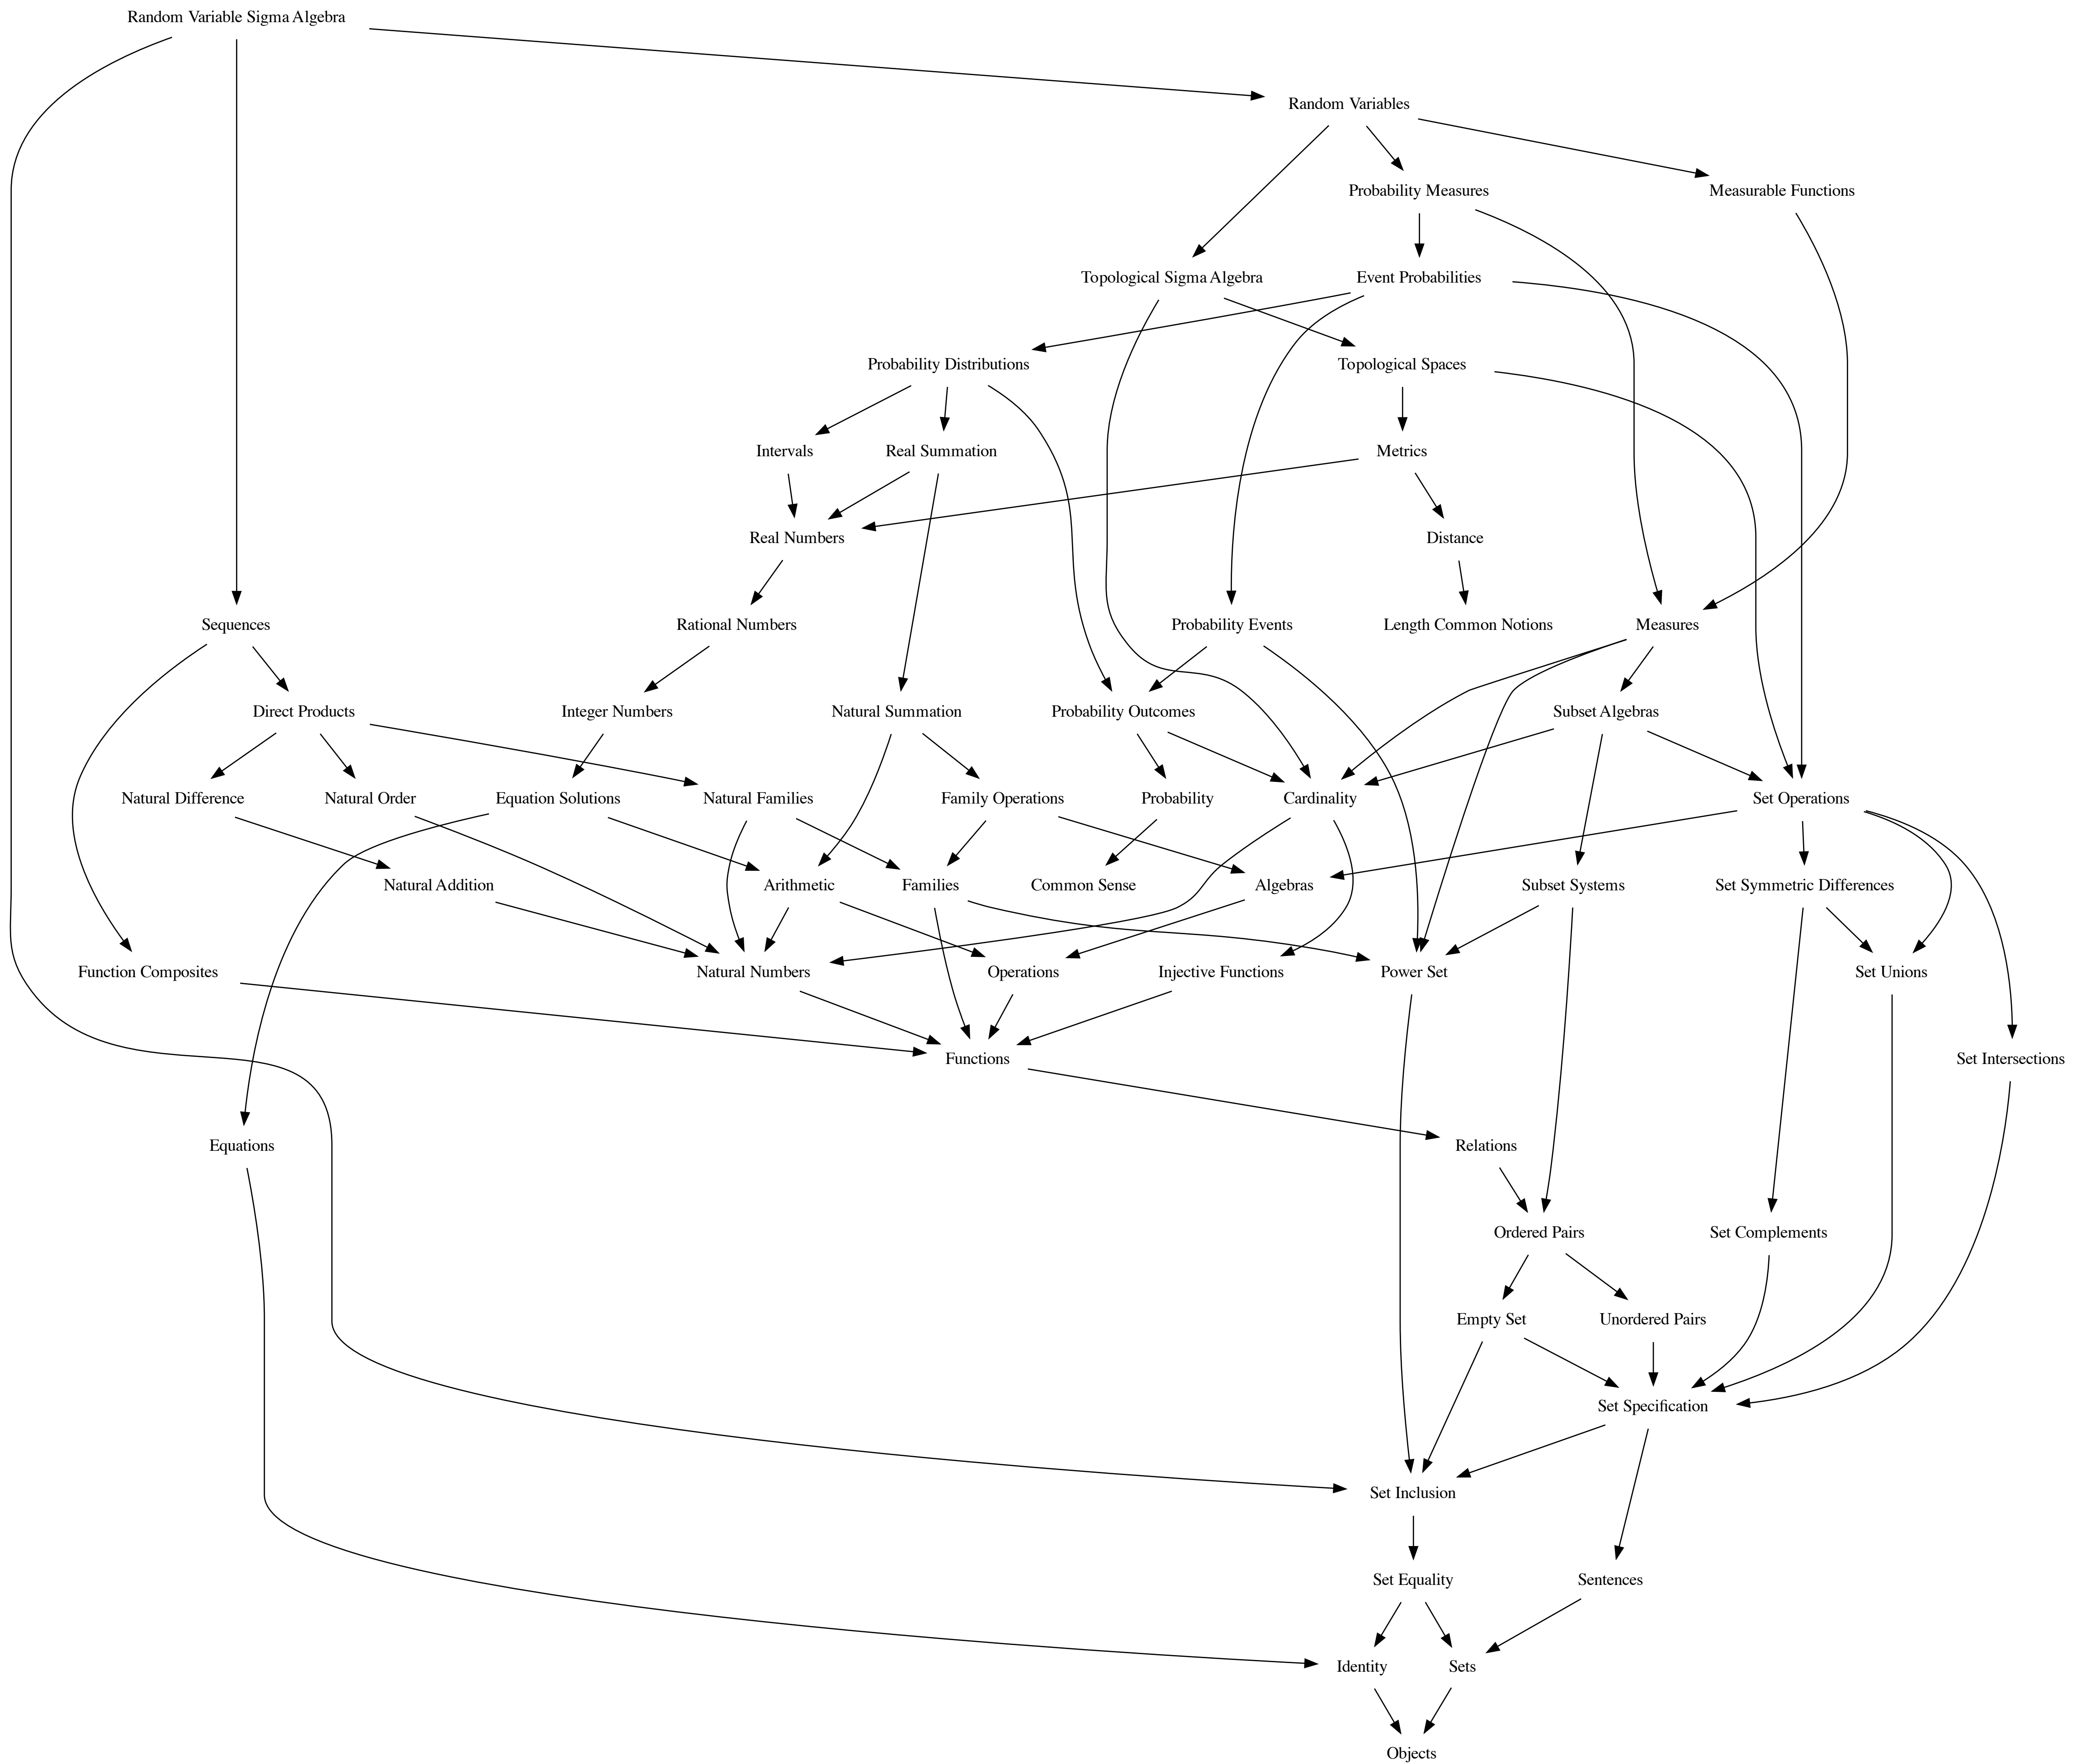 Random Variable Sigma Algebra
Random Variables
Probability Measures
Measurable Functions
Topological Sigma Algebra
Event Probabilities
Probability Distributions
Topological Spaces
Intervals
Real Summation
Metrics
Real Numbers
Distance
Sequences
Rational Numbers
Probability Events
Length Common Notions
Measures
Direct Products
Integer Numbers
Natural Summation
Probability Outcomes
Subset Algebras
Natural Difference
Natural Order
Equation Solutions
Natural Families
Family Operations
Probability
Cardinality
Set Operations
Natural Addition
Arithmetic
Families
Common Sense
Algebras
Subset Systems
Set Symmetric Differences
Function Composites
Natural Numbers
Operations
Injective Functions
Power Set
Set Unions
Functions
Set Intersections
Equations
Relations
Ordered Pairs
Set Complements
Empty Set
Unordered Pairs
Set Specification
Set Inclusion
Set Equality
Sentences
Identity
Sets
Objects